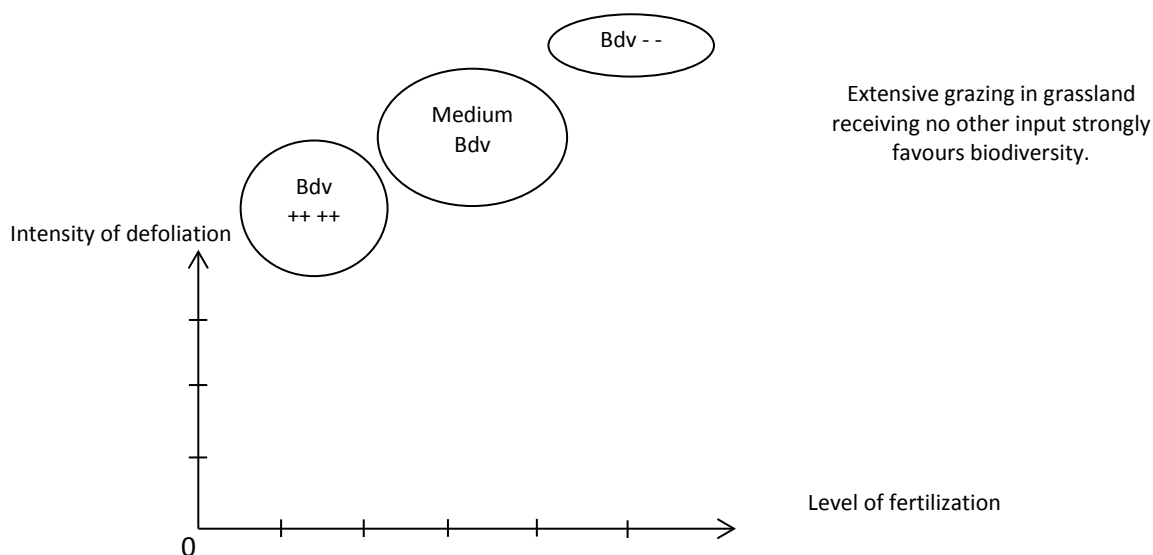 Bdv - -
Medium
Bdv
Extensive grazing in grassland
receiving no other input strongly
favours biodiversity.
Bdv
++ ++
Intensity of defoliation
Level of fertilization
0